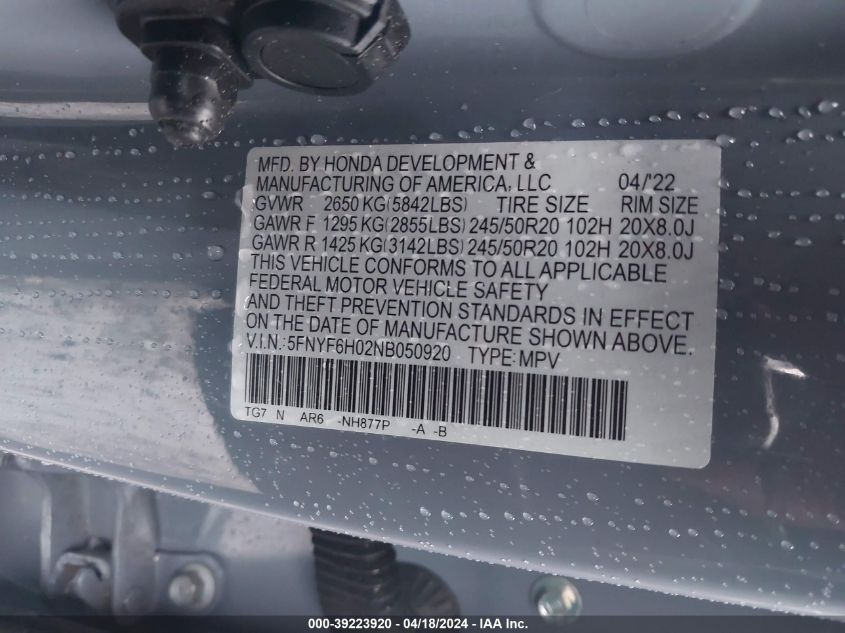 MFD. BY HONDA DEVELOPMENT &
MANUFACTURING OF AMERICA, LLC 04/'22
GVWR 2650 KG(5842LBS) TIRE SIZE RIM SIZE
GAWR F 1295 KG(2855LBS) 245/50R20 102H 20X8.0J
GAWR R 1425 KG(3142LBS) 245/50R20 102H 20X8.0J
THIS VEHICLE CONFORMS TO ALL APPLICABLE
FEDERAL MOTOR VEHICLE SAFETY
AND THEFT PREVENTION STANDARDS IN EFFECT
ON THE DATE OF MANUFACTURE SHOWN ABOVE.
V.I.N.: 5FNYF6H02NB050920 TYPE: MPV
TG7 N AR6 -NH877P -A -B
000-39223920 - 04/18/2024 - IAA Inc.